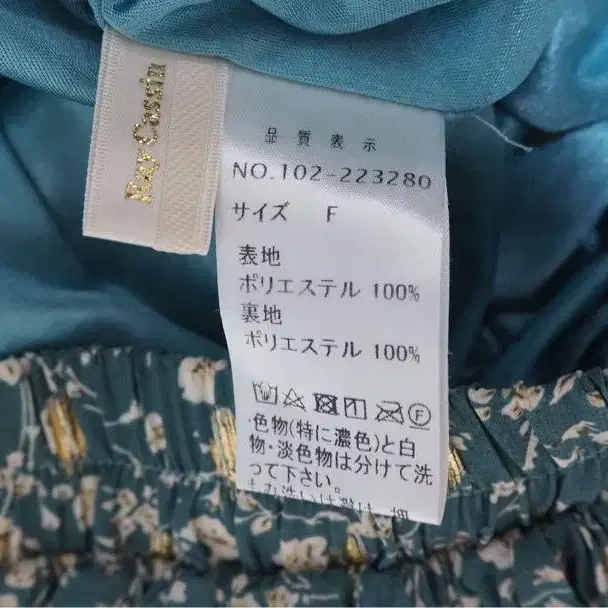 Ray Cassin
品質表示
NO.102-223280
サイズ F
表地
ポリエステル 100%
裏地
ポリエステル 100%
F
･色物(特に濃色)と白
物･淡色物は分けて洗
って下さい。